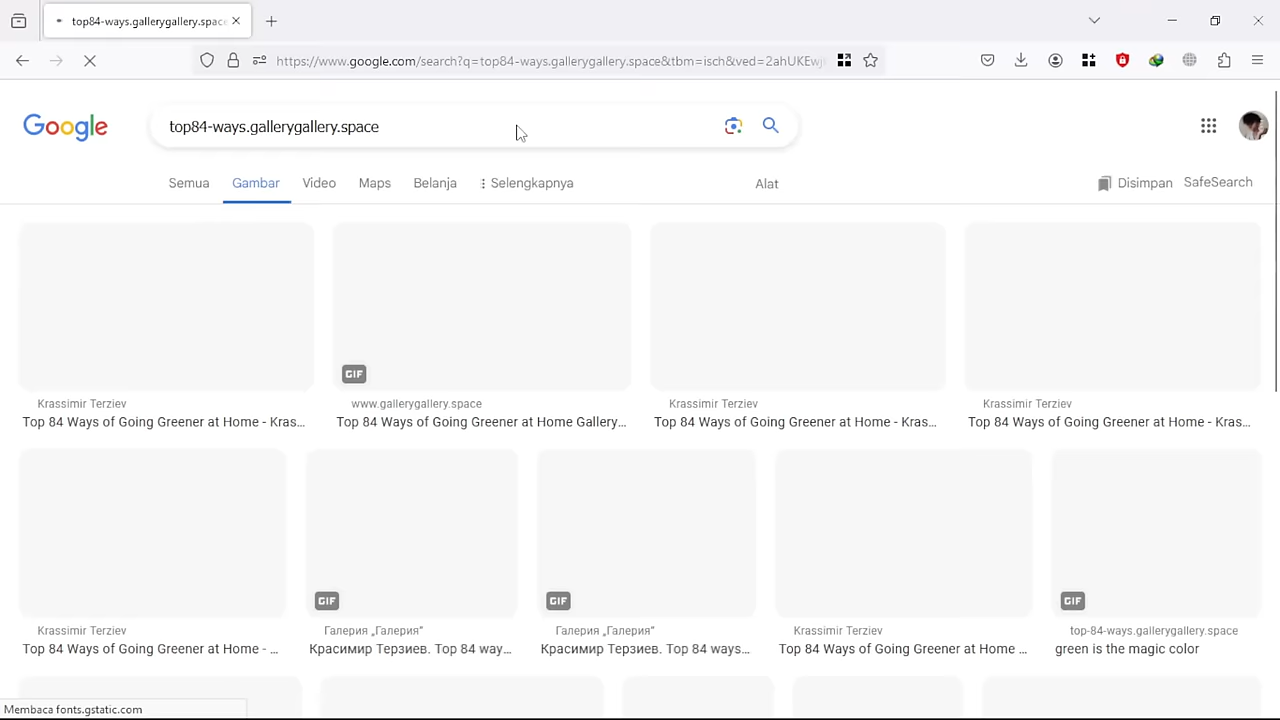 top84-ways.gallerygallery.space
https://www.google.com/search?q=top84-ways.gallerygallery.space&tbm=isch&ved=2ahUKEwj
Google
top84-ways.gallerygallery.space
Semua Gambar Video Maps Belanja Selengkapnya Alat Disimpan SafeSearch
GIF
Krassimir Terziev www.gallerygallery.space Krassimir Terziev Krassimir Terziev
Top 84 Ways of Going Greener at Home - Kras... Top 84 Ways of Going Greener at Home Gallery... Top 84 Ways of Going Greener at Home - Kras... Top 84 Ways of Going Greener at Home - Kras...
GIF GIF GIF
Krassimir Terziev Галерия „Галерия“ Галерия „Галерия“ Krassimir Terziev top-84-ways.gallerygallery.space
Top 84 Ways of Going Greener at Home - ... Красимир Терзиев. Top 84 way... Красимир Терзиев. Top 84 ways... Top 84 Ways of Going Greener at Home ... green is the magic color
Membaca fonts.gstatic.com